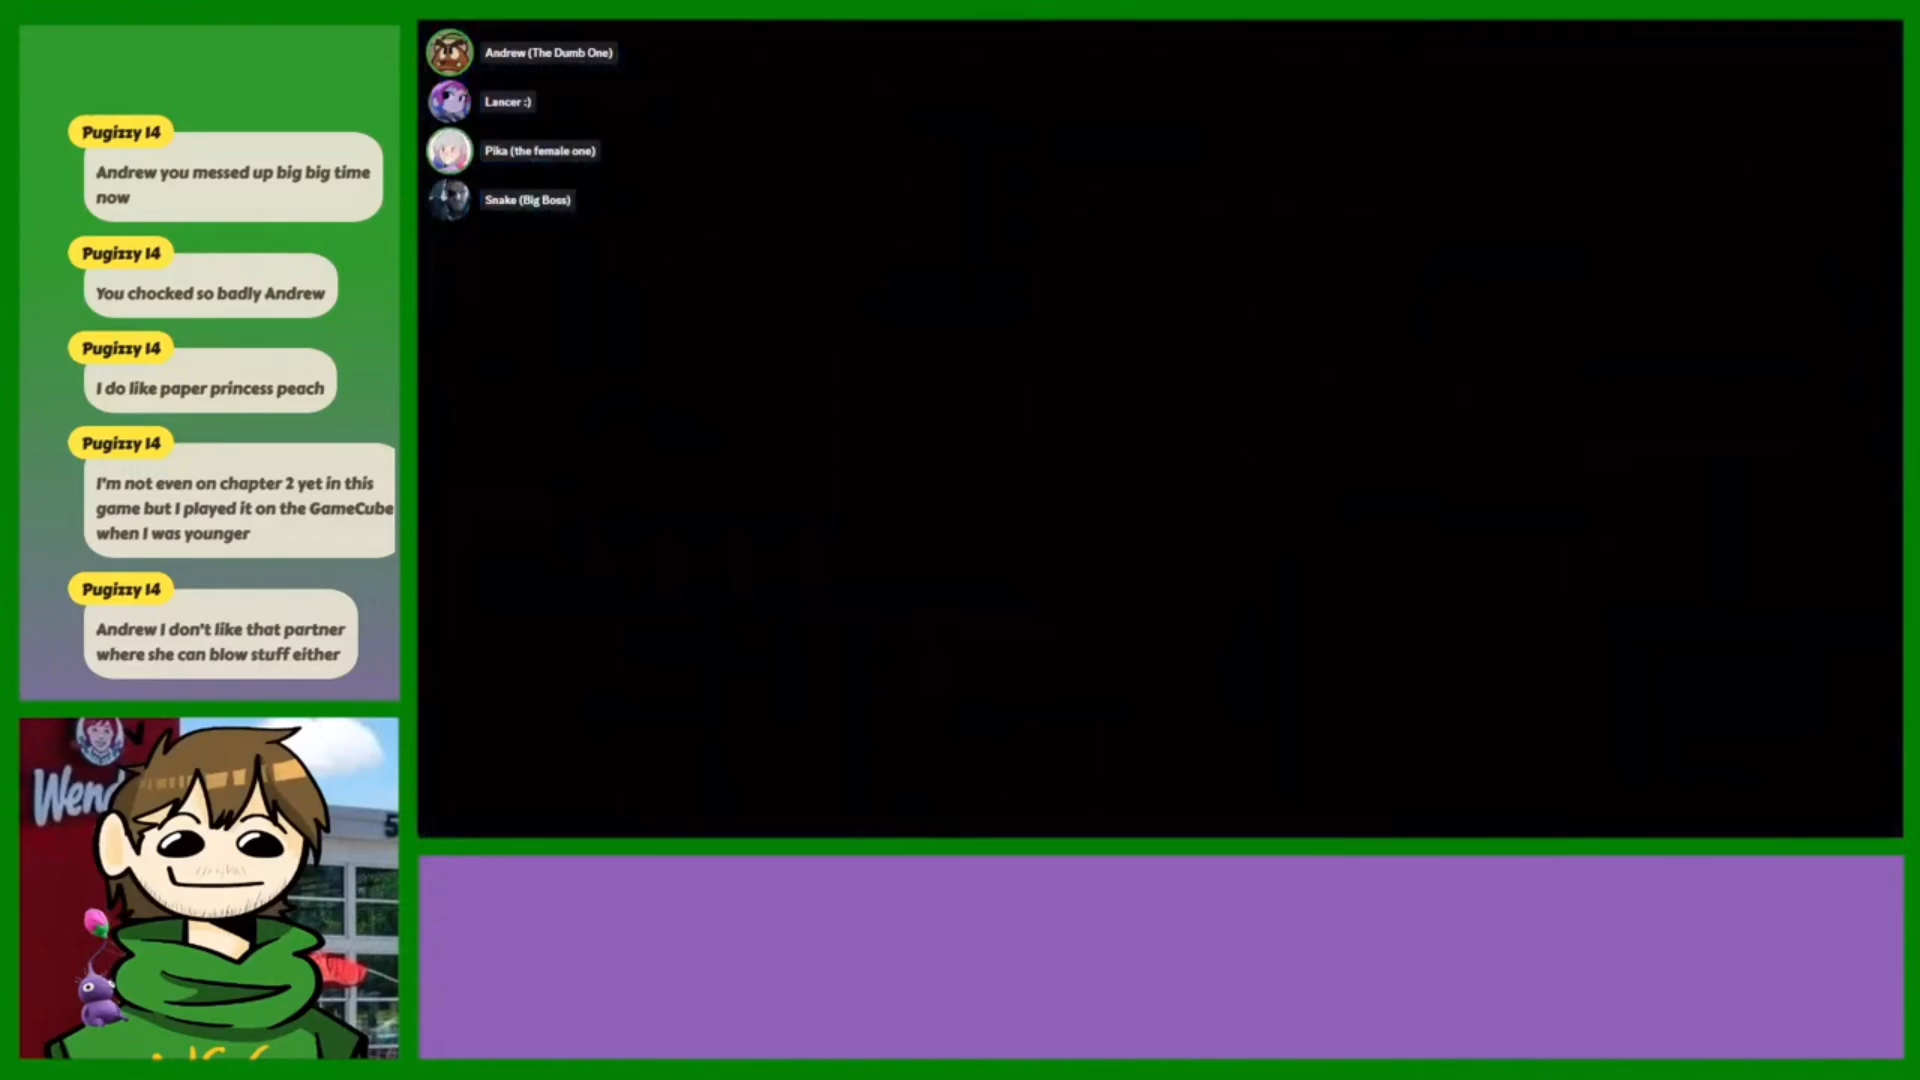 Pugizzy 14
Andrew you messed up big big time
now
Pugizzy 14
You chocked so badly Andrew
Pugizzy 14
I do like paper princess peach
Pugizzy 14
I'm not even on chapter 2 yet in this
game but I played it on the GameCube
when I was younger
Pugizzy 14
Andrew I don't like that partner
where she can blow stuff either
Andrew (The Dumb One)
Lancer :)
Pika (the female one)
Snake (Big Boss)
Wend
5